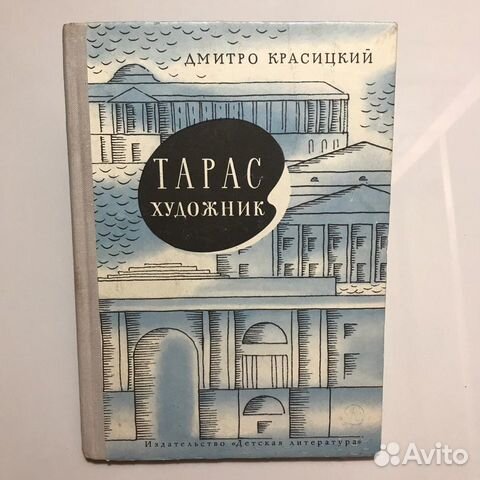 ДМИТРО КРАСИЦКИЙ
ТАРАС
ХУДОЖНИК
Издательство «Детская литература»
Avito